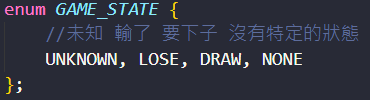 enum GAME_STATE {
//未知 輸了 要下子 沒有特定的狀態
UNKNOWN, LOSE, DRAW, NONE
};